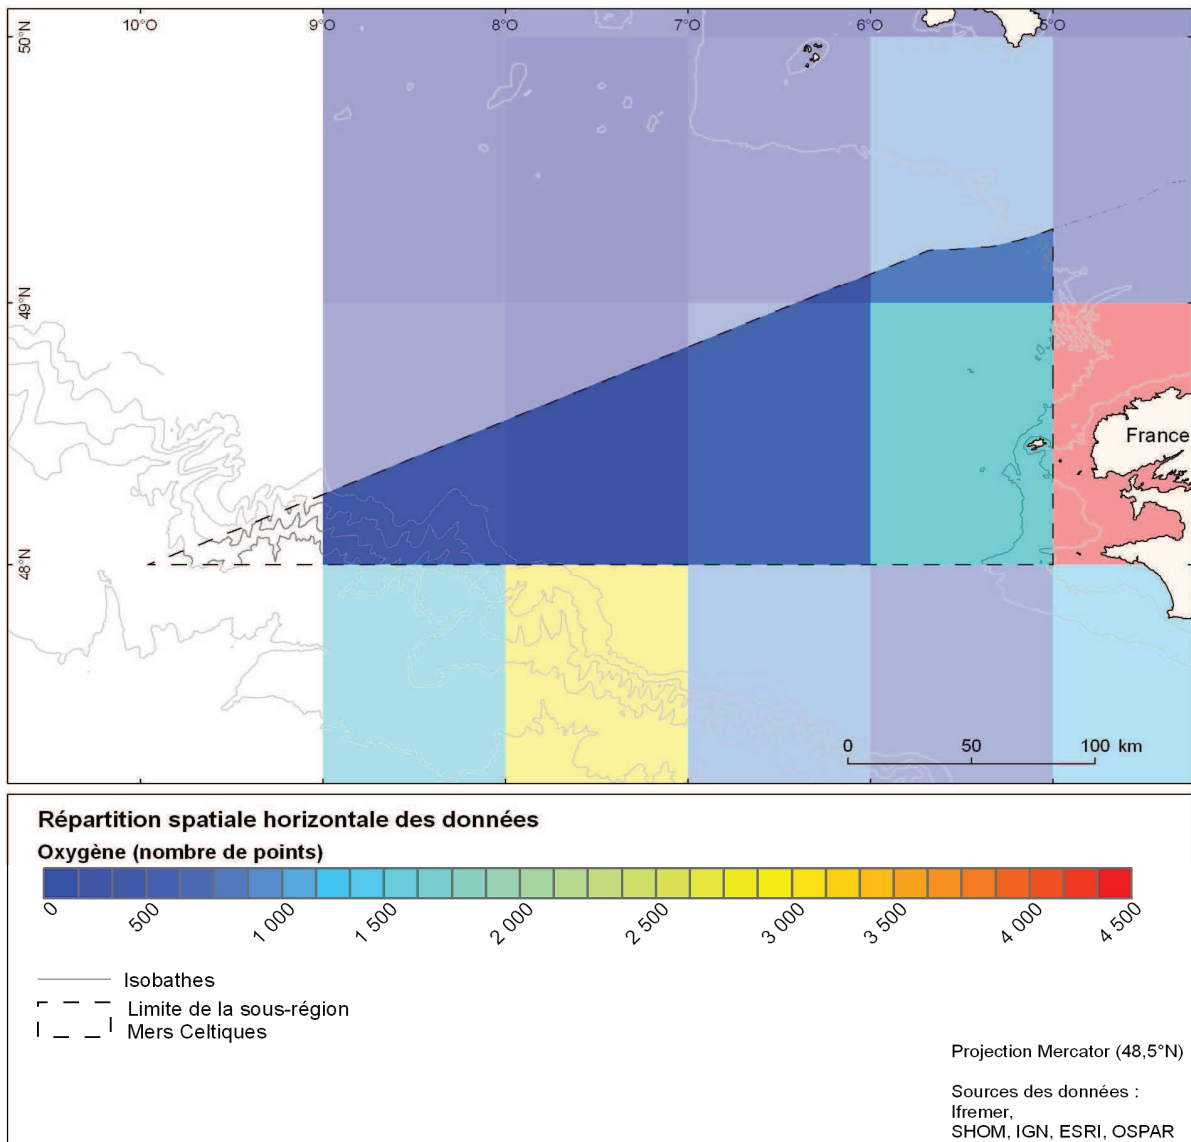 10°O 9°O 8°O 7°O 6°O 5°O
50°N
49°N
48°N
France
0 50 100 km
Répartition spatiale horizontale des données
Oxygène (nombre de points)
0 500 1 000 1 500 2 000 2 500 3 000 3 500 4 000 4 500
Isobathes
Limite de la sous-région
Mers Celtiques
Projection Mercator (48,5°N)
Sources des données :
Ifremer,
SHOM, IGN, ESRI, OSPAR